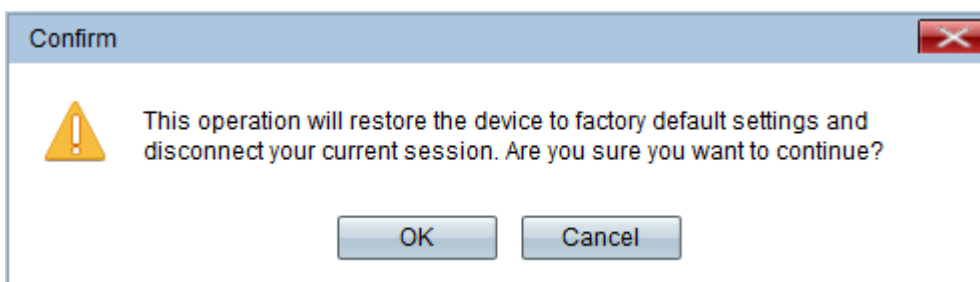 Confirm
This operation will restore the device to factory default settings and
disconnect your current session. Are you sure you want to continue?
OK
Cancel